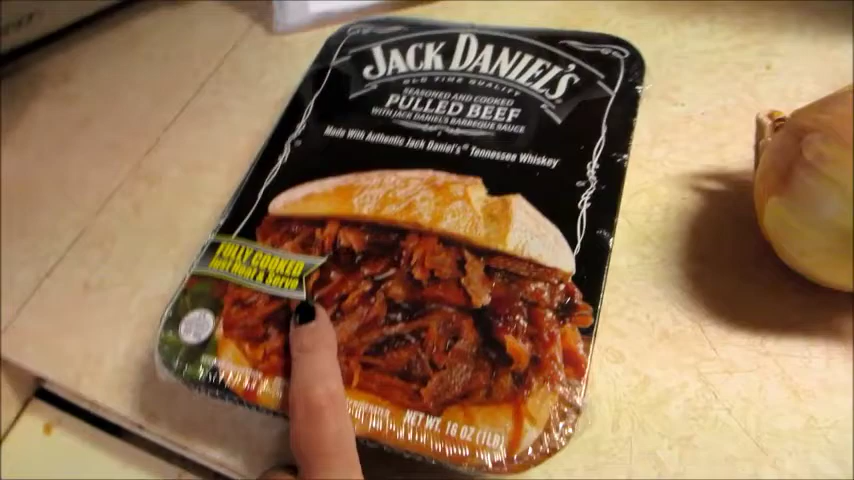 JACK DANIEL'S
OLD TIME QUALITY
SEASONED AND COOKED
PULLED BEEF
WITH JACK DANIEL'S BARBEQUE SAUCE
Made With Authentic Jack Daniel's® Tennessee Whiskey
FULLY COOKED
Just Heat & Serve
NET WT. 16 OZ (1LB)